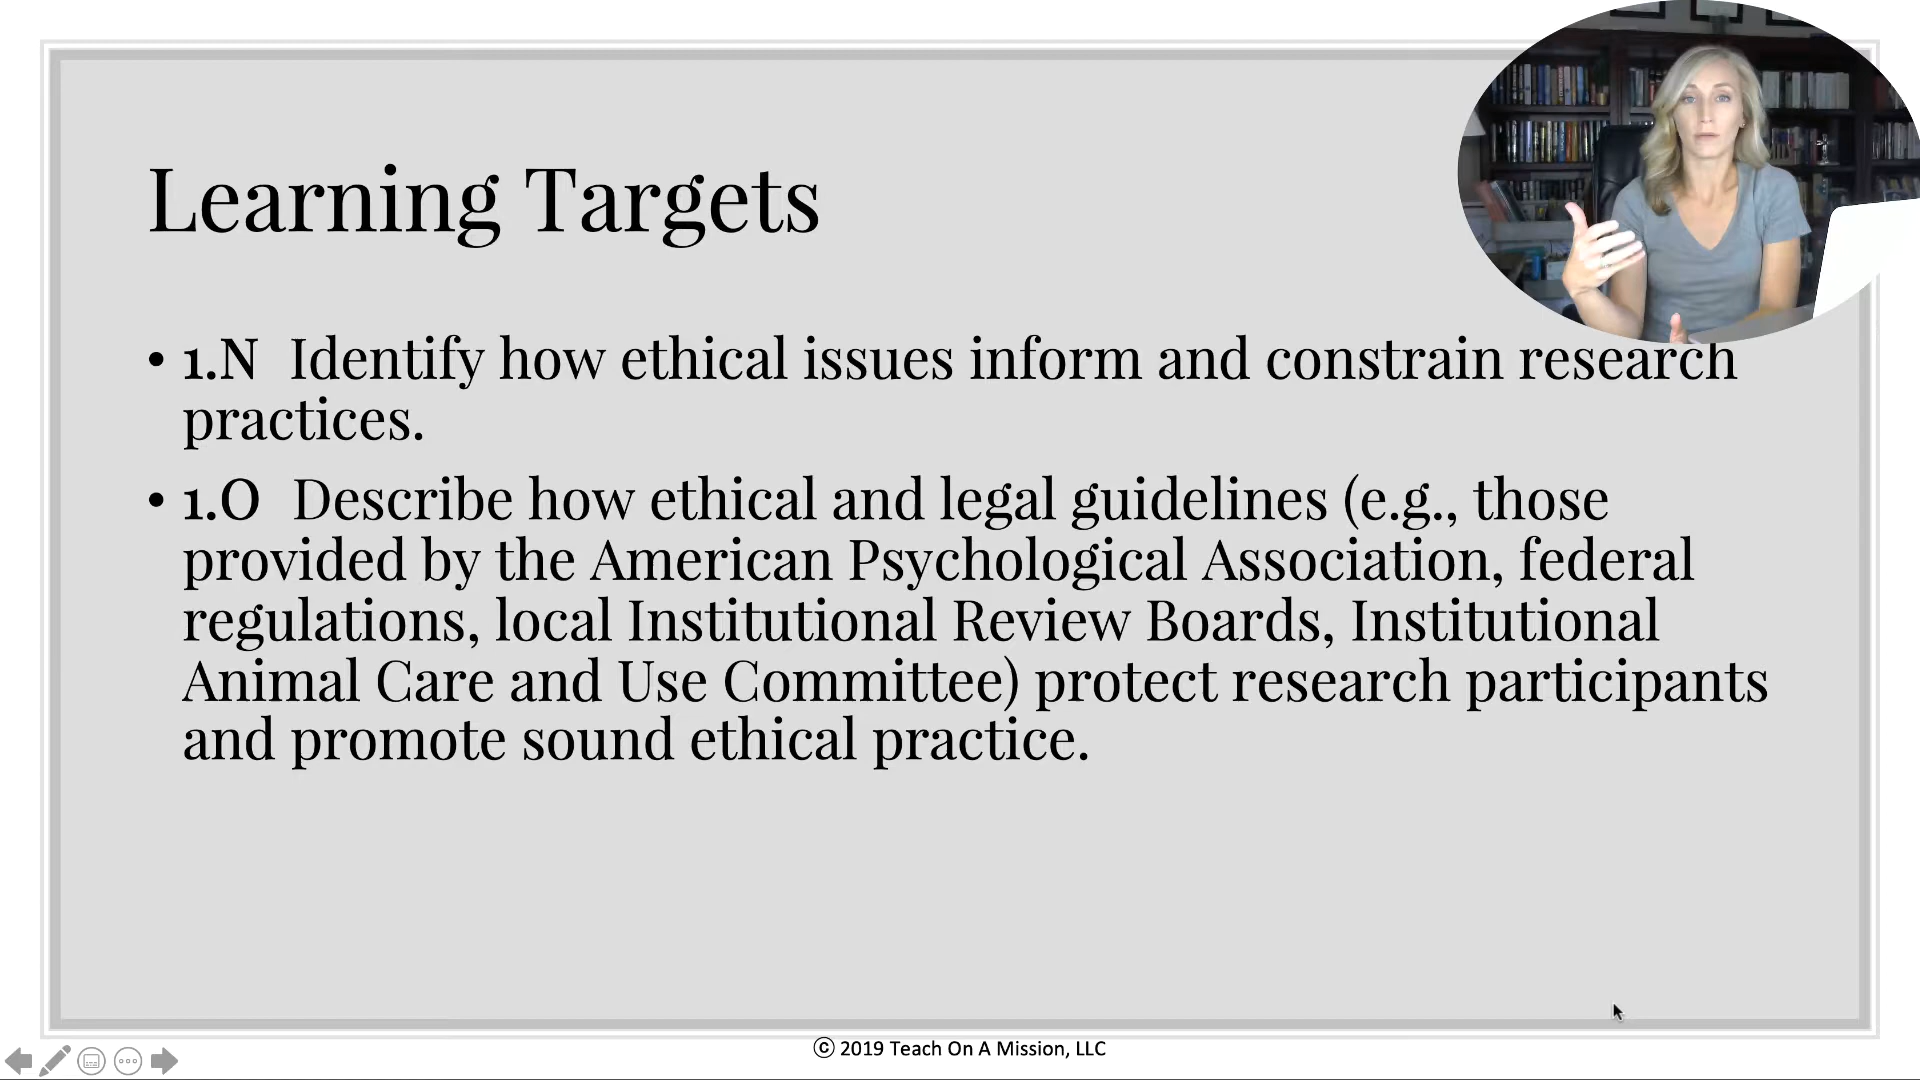 Learning Targets
• 1.N Identify how ethical issues inform and constrain research
practices.
• 1.O Describe how ethical and legal guidelines (e.g., those
provided by the American Psychological Association, federal
regulations, local Institutional Review Boards, Institutional
Animal Care and Use Committee) protect research participants
and promote sound ethical practice.
© 2019 Teach On A Mission, LLC